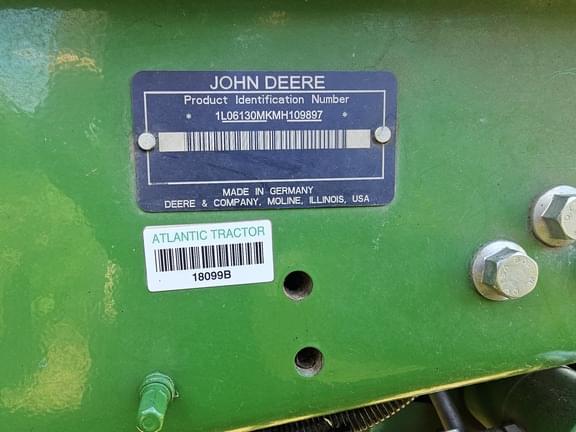 JOHN DEERE
Product Identification Number
* 1L06130MKMH109897 *
MADE IN GERMANY
DEERE & COMPANY, MOLINE, ILLINOIS, USA
ATLANTIC TRACTOR
18099B